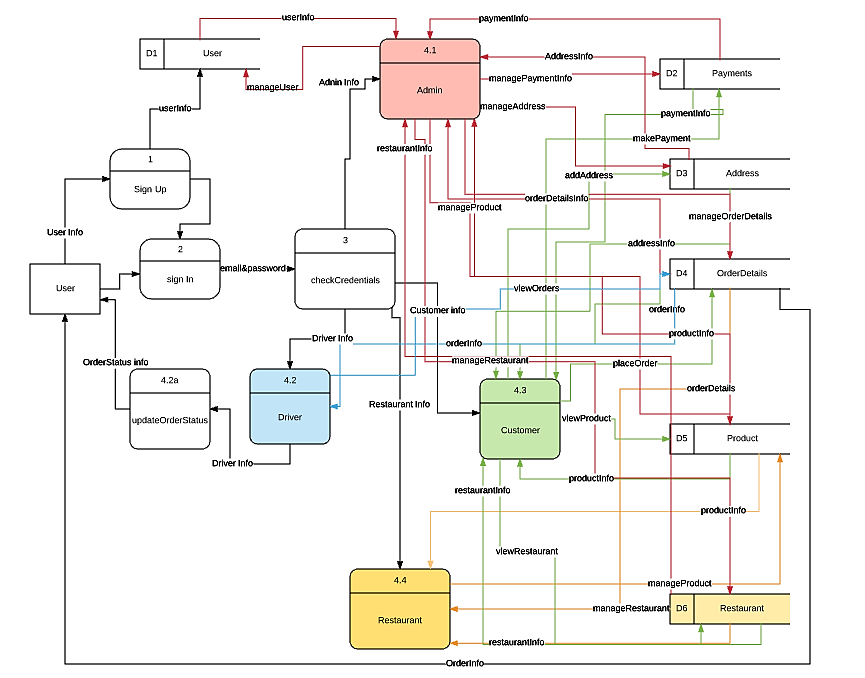 userInfo
paymentInfo
D1
User
4.1
Admin
AddressInfo
D2
Payments
managePaymentInfo
Admin Info
manageUser
userInfo
manageAddress
paymentInfo
makePayment
restaurantInfo
1
Sign Up
addAddress
D3
Address
orderDetailsInfo
manageProduct
manageOrderDetails
User Info
2
sign In
3
checkCredentials
email&password
addressInfo
User
D4
OrderDetails
viewOrders
Customer info
orderInfo
Driver Info
orderInfo
productInfo
OrderStatus info
manageRestaurant
placeOrder
4.2a
updateOrderStatus
4.2
Driver
4.3
Customer
orderDetails
Restaurant Info
viewProduct
D5
Product
Driver Info
restaurantInfo
productInfo
productInfo
viewRestaurant
4.4
Restaurant
manageProduct
manageRestaurant
D6
Restaurant
restaurantInfo
OrderInfo